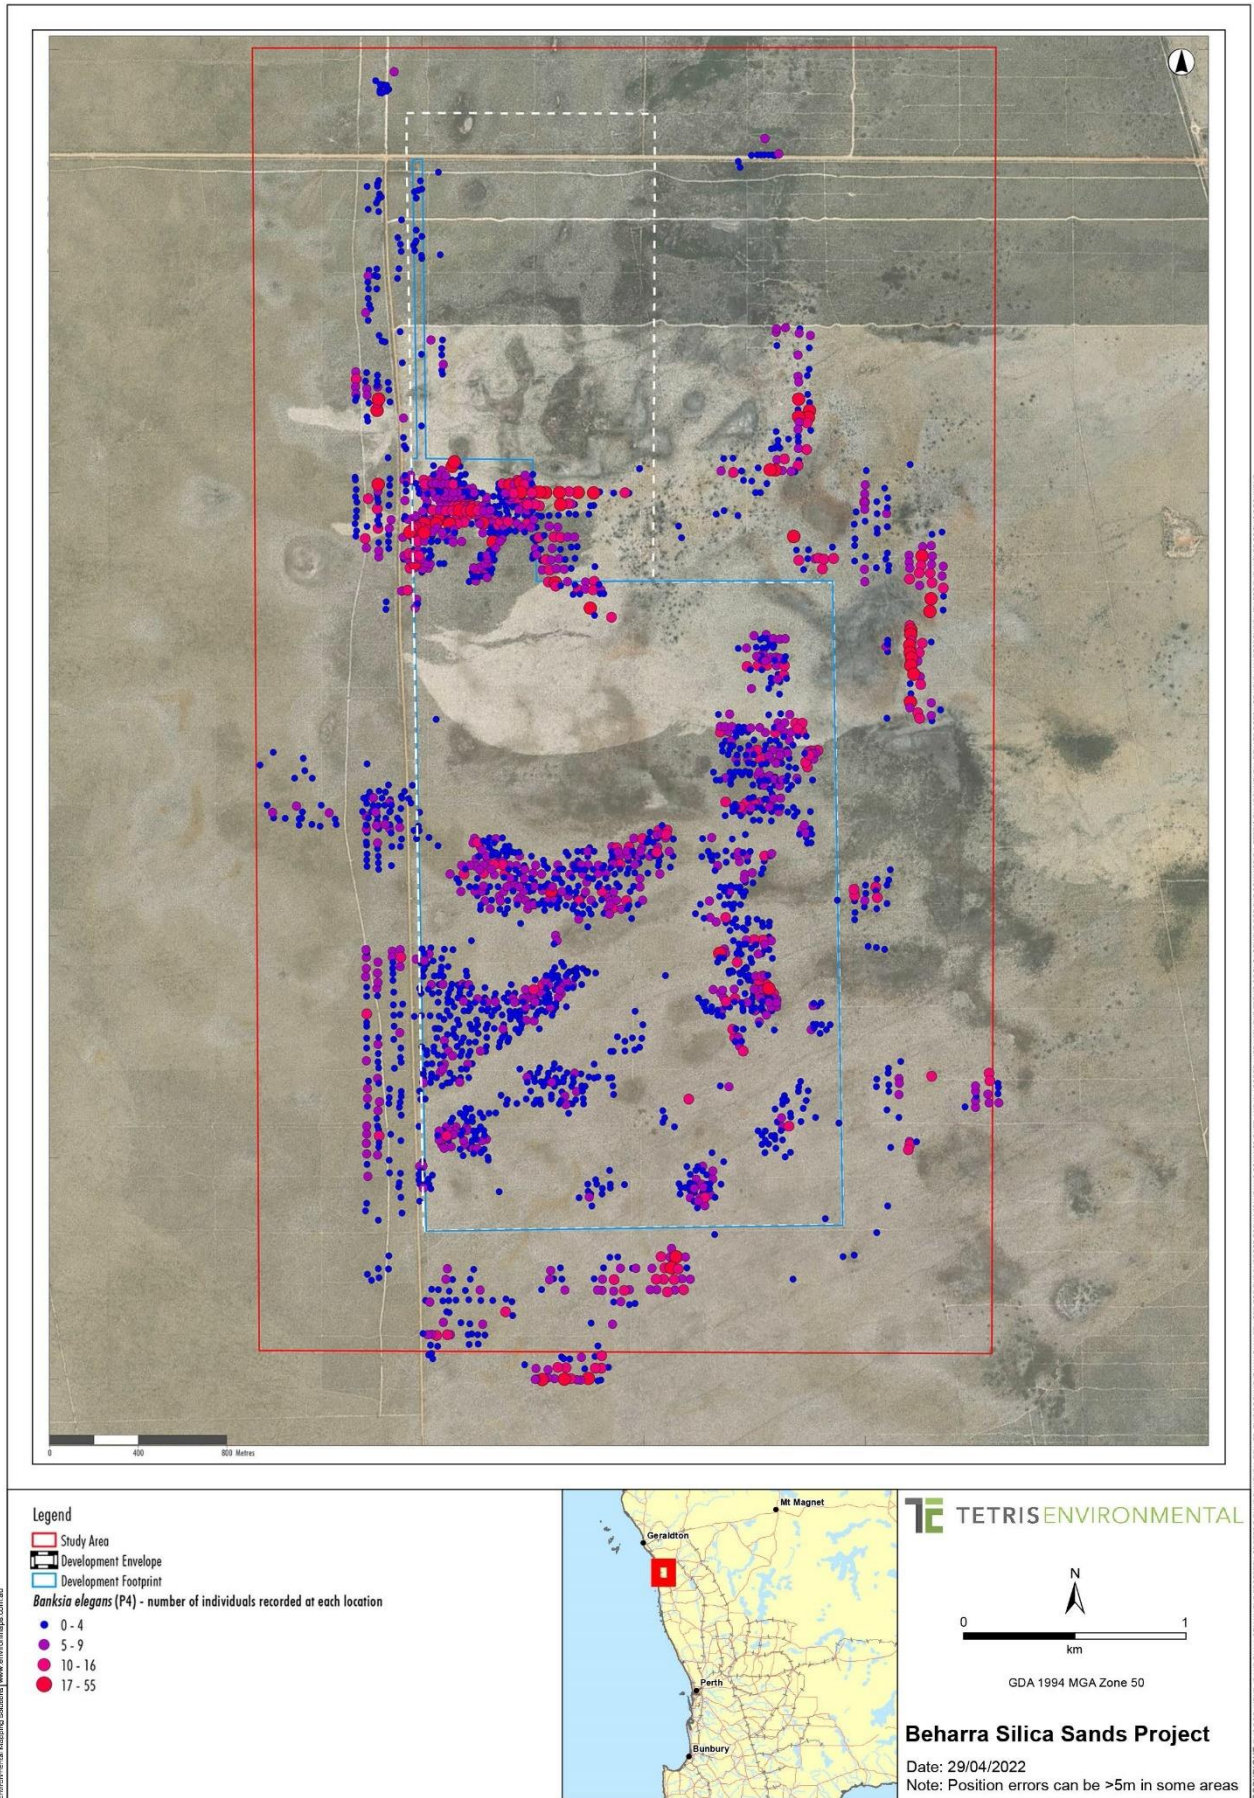 0 400 800 Metres
Legend
Study Area
Development Envelope
Development Footprint
Banksia elegans (P4) - number of individuals recorded at each location
0 - 4
5 - 9
10 - 16
17 - 55
Mt Magnet
Geraldton
Perth
Bunbury
TETRIS ENVIRONMENTAL
N
0 1
km
GDA 1994 MGA Zone 50
Beharra Silica Sands Project
Date: 29/04/2022
Note: Position errors can be >5m in some areas